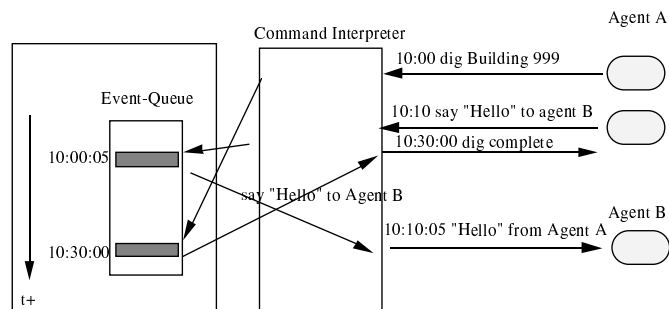 Agent A
Command Interpreter
10:00 dig Building 999
Event-Queue
10:10 say "Hello" to agent B
10:30:00 dig complete
10:00:05
say "Hello" to Agent B
Agent B
10:10:05 "Hello" from Agent A
10:30:00
t+